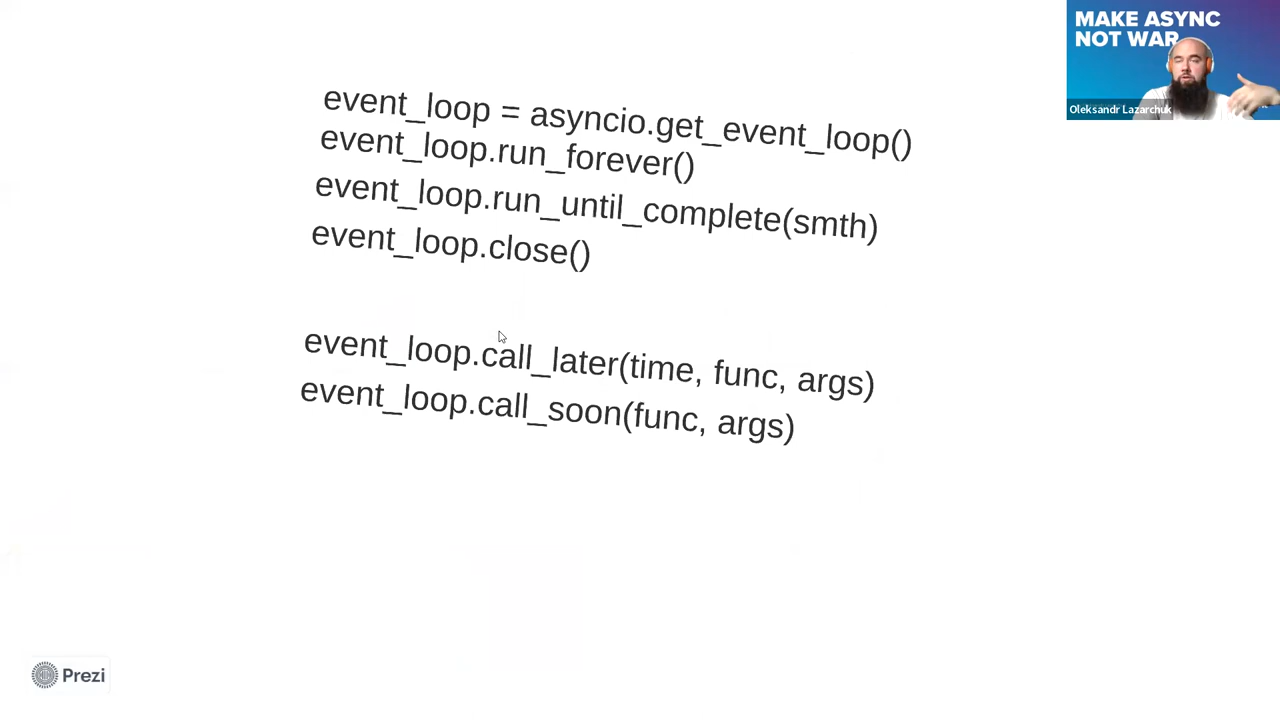 MAKE ASYNC
NOT WAR
Oleksandr Lazarchuk
event_loop = asyncio.get_event_loop()
event_loop.run_forever()
event_loop.run_until_complete(smth)
event_loop.close()
event_loop.call_later(time, func, args)
event_loop.call_soon(func, args)
Prezi